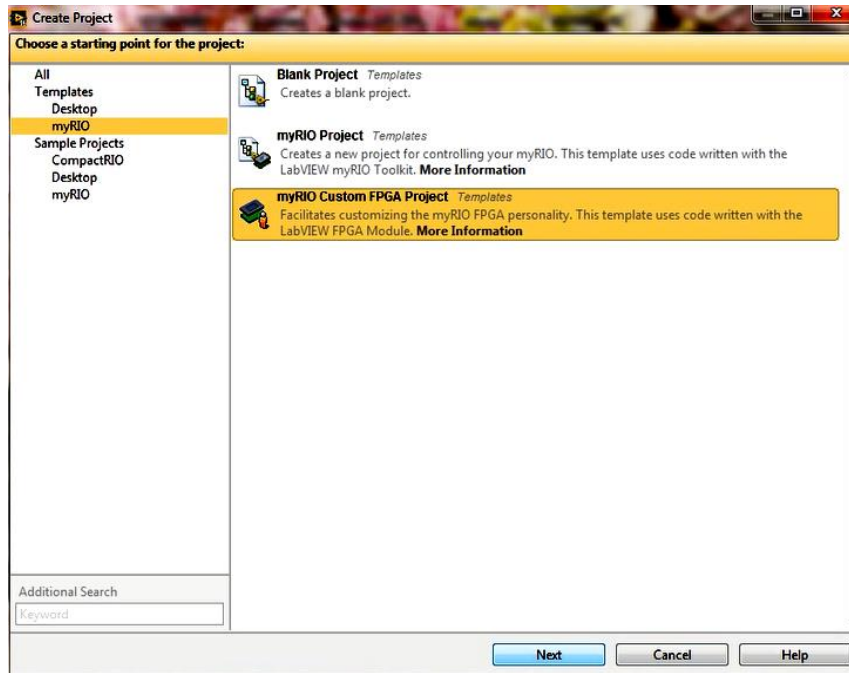 Create Project
Choose a starting point for the project:
All
Templates
Desktop
myRIO
Sample Projects
CompactRIO
Desktop
myRIO
Additional Search
Keyword
Blank Project Templates
Creates a blank project.
myRIO Project Templates
Creates a new project for controlling your myRIO. This template uses code written with the
LabVIEW myRIO Toolkit. More Information
myRIO Custom FPGA Project Templates
Facilitates customizing the myRIO FPGA personality. This template uses code written with the
LabVIEW FPGA Module. More Information
Next Cancel Help